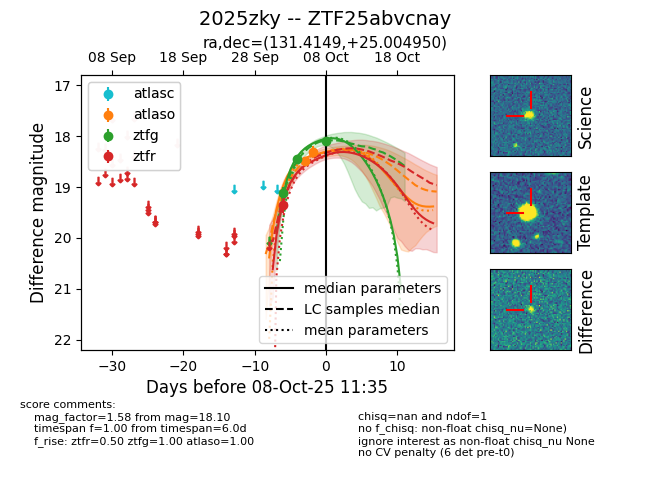 2025zky -- ZTF25abvcnay
ra,dec=(131.4149,+25.004950)
08 Sep 18 Sep 28 Sep 08 Oct 18 Oct
17
18
19
20
21
22
Difference magnitude
atlasc
atlaso
ztfg
ztfr
median parameters
LC samples median
mean parameters
−30 −20 −10 0 10
Days before 08-Oct-25 11:35
Science
Template
Difference
score comments:
mag_factor=1.58 from mag=18.10
timespan f=1.00 from timespan=6.0d
f_rise: ztfr=0.50 ztfg=1.00 atlaso=1.00
chisq=nan and ndof=1
no f_chisq: non-float chisq_nu=None)
ignore interest as non-float chisq_nu None
no CV penalty (6 det pre-t0)